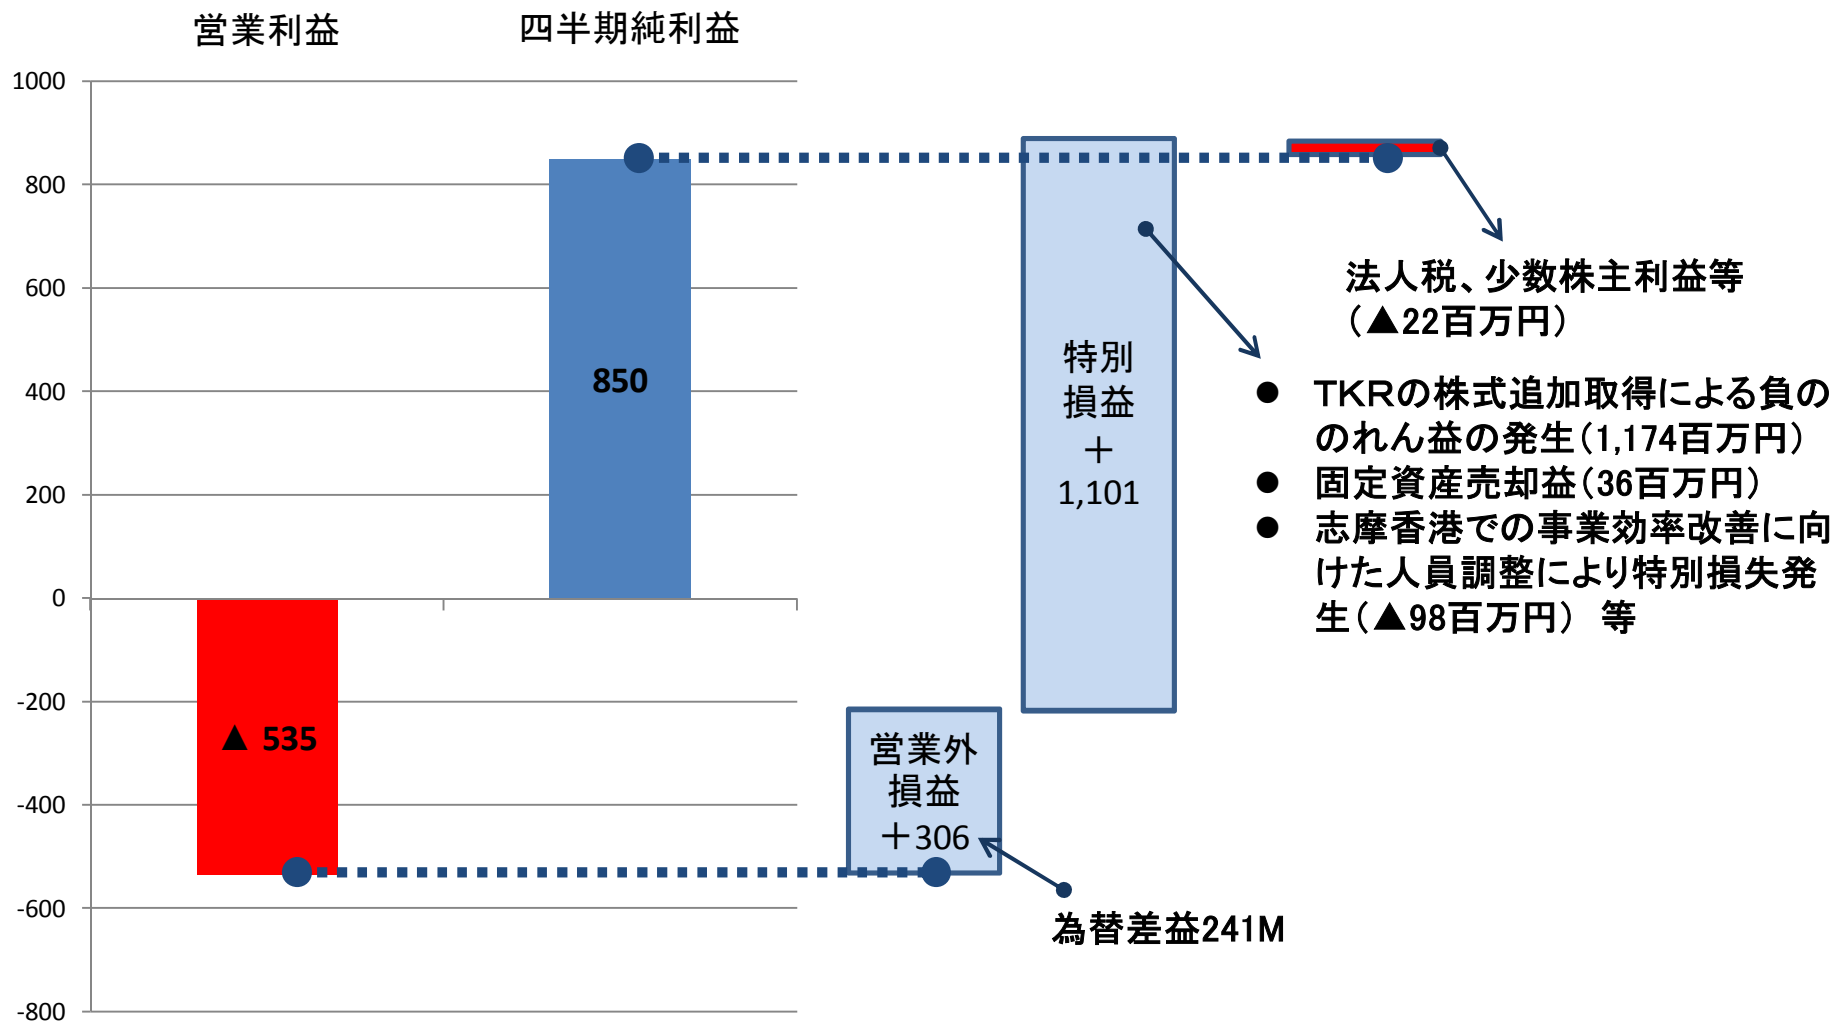 営業利益
四半期純利益
1000
800
600
400
200
0
-200
-400
-600
-800
850
▲ 535
営業外
損益
＋306
為替差益241M
特別
損益
＋
1,101
法人税、少数株主利益等
（▲22百万円）
● TKRの株式追加取得による負の
のれん益の発生（1,174百万円）
● 固定資産売却益（36百万円）
● 志摩香港での事業効率改善に向
けた人員調整により特別損失発
生（▲98百万円） 等